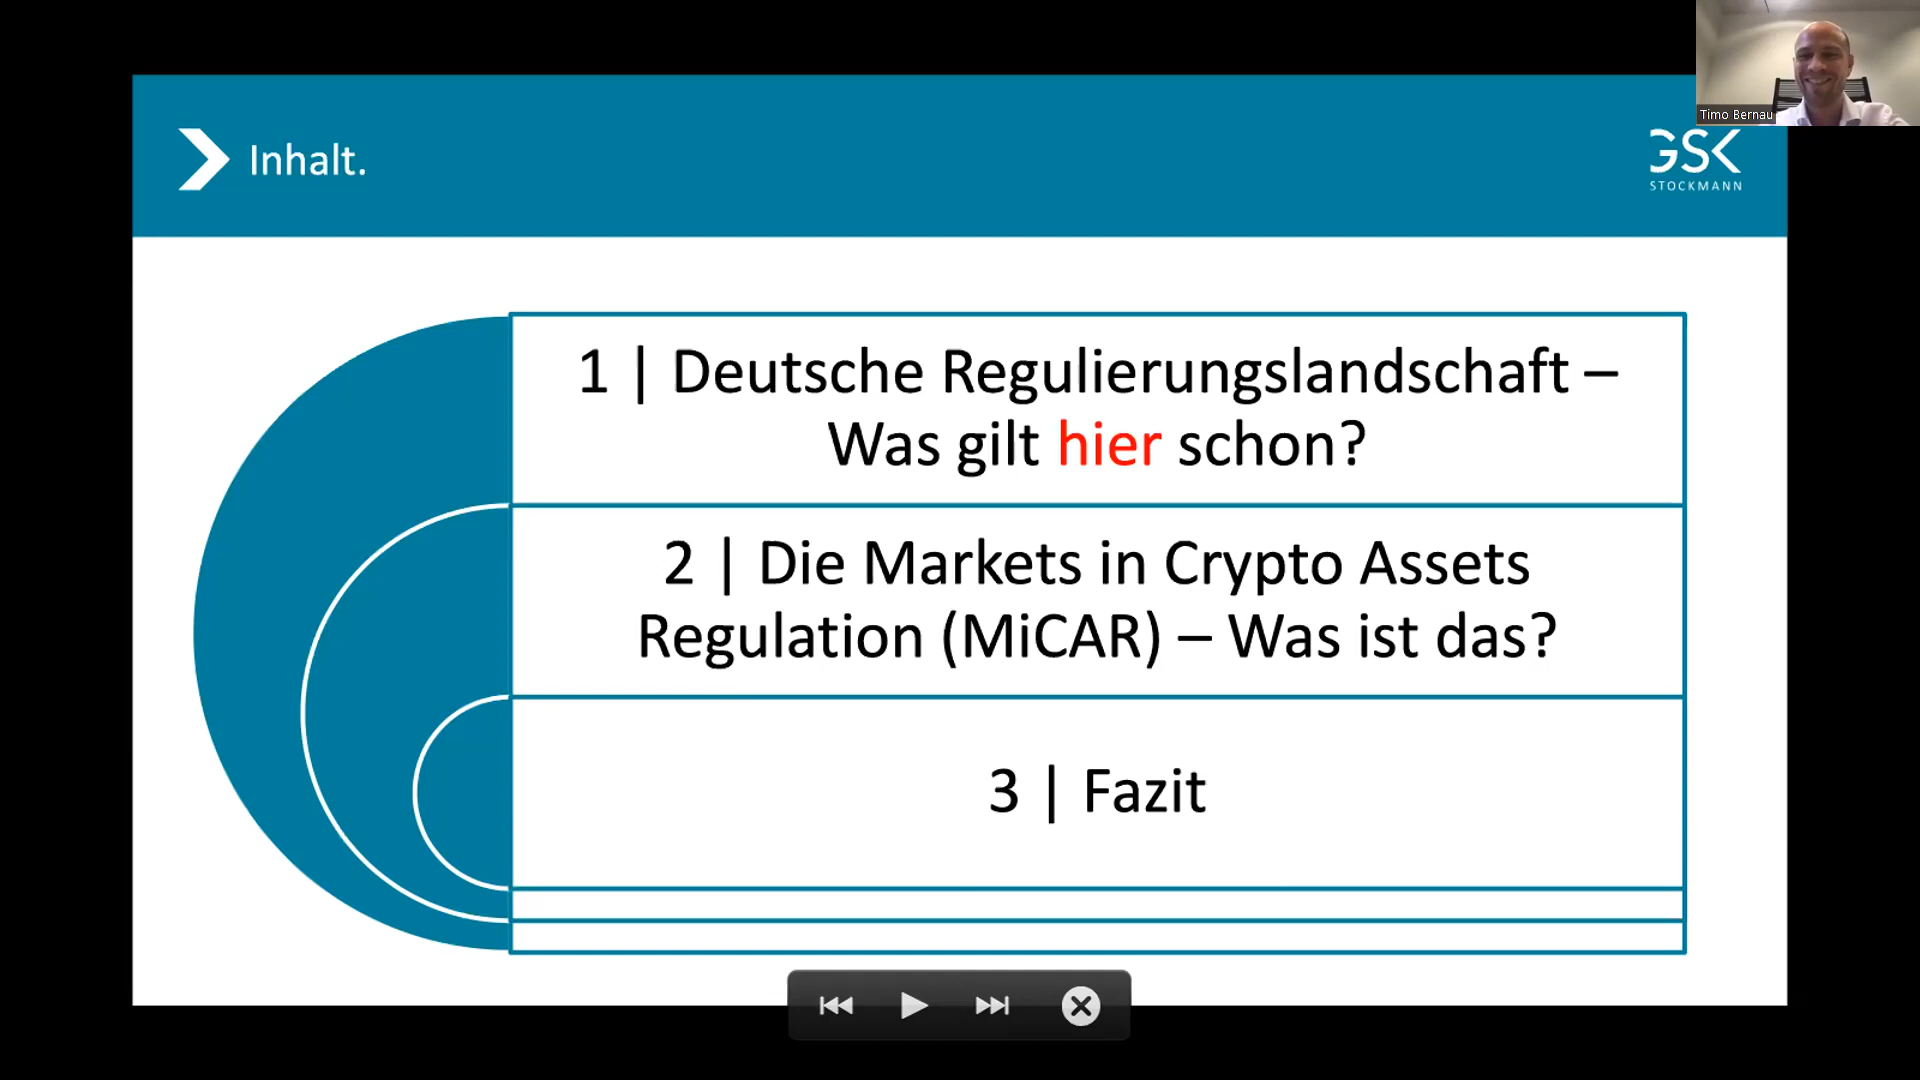 Timo Bernau
Inhalt.
GSK
STOCKMANN
1 | Deutsche Regulierungslandschaft –
Was gilt hier schon?
2 | Die Markets in Crypto Assets
Regulation (MiCAR) – Was ist das?
3 | Fazit